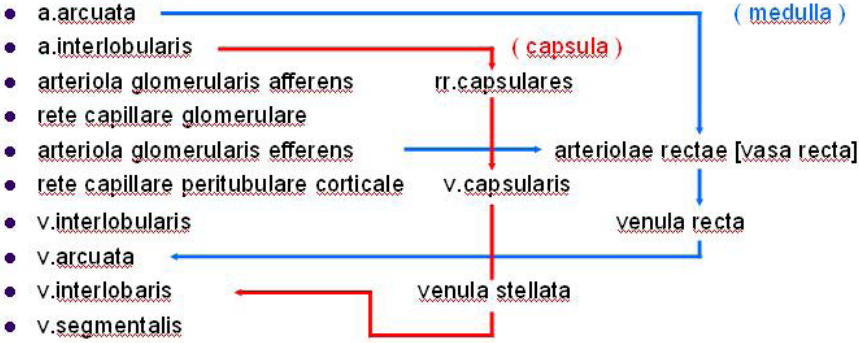 a.arcuata ( medulla )
a.interlobularis ( capsula )
arteriola glomerularis afferens rr.capsulares
rete capillare glomerulare
arteriola glomerularis efferens arteriolae rectae [vasa recta]
rete capillare peritubulare corticale v.capsularis
v.interlobularis venula recta
v.arcuata
v.interlobaris venula stellata
v.segmentalis